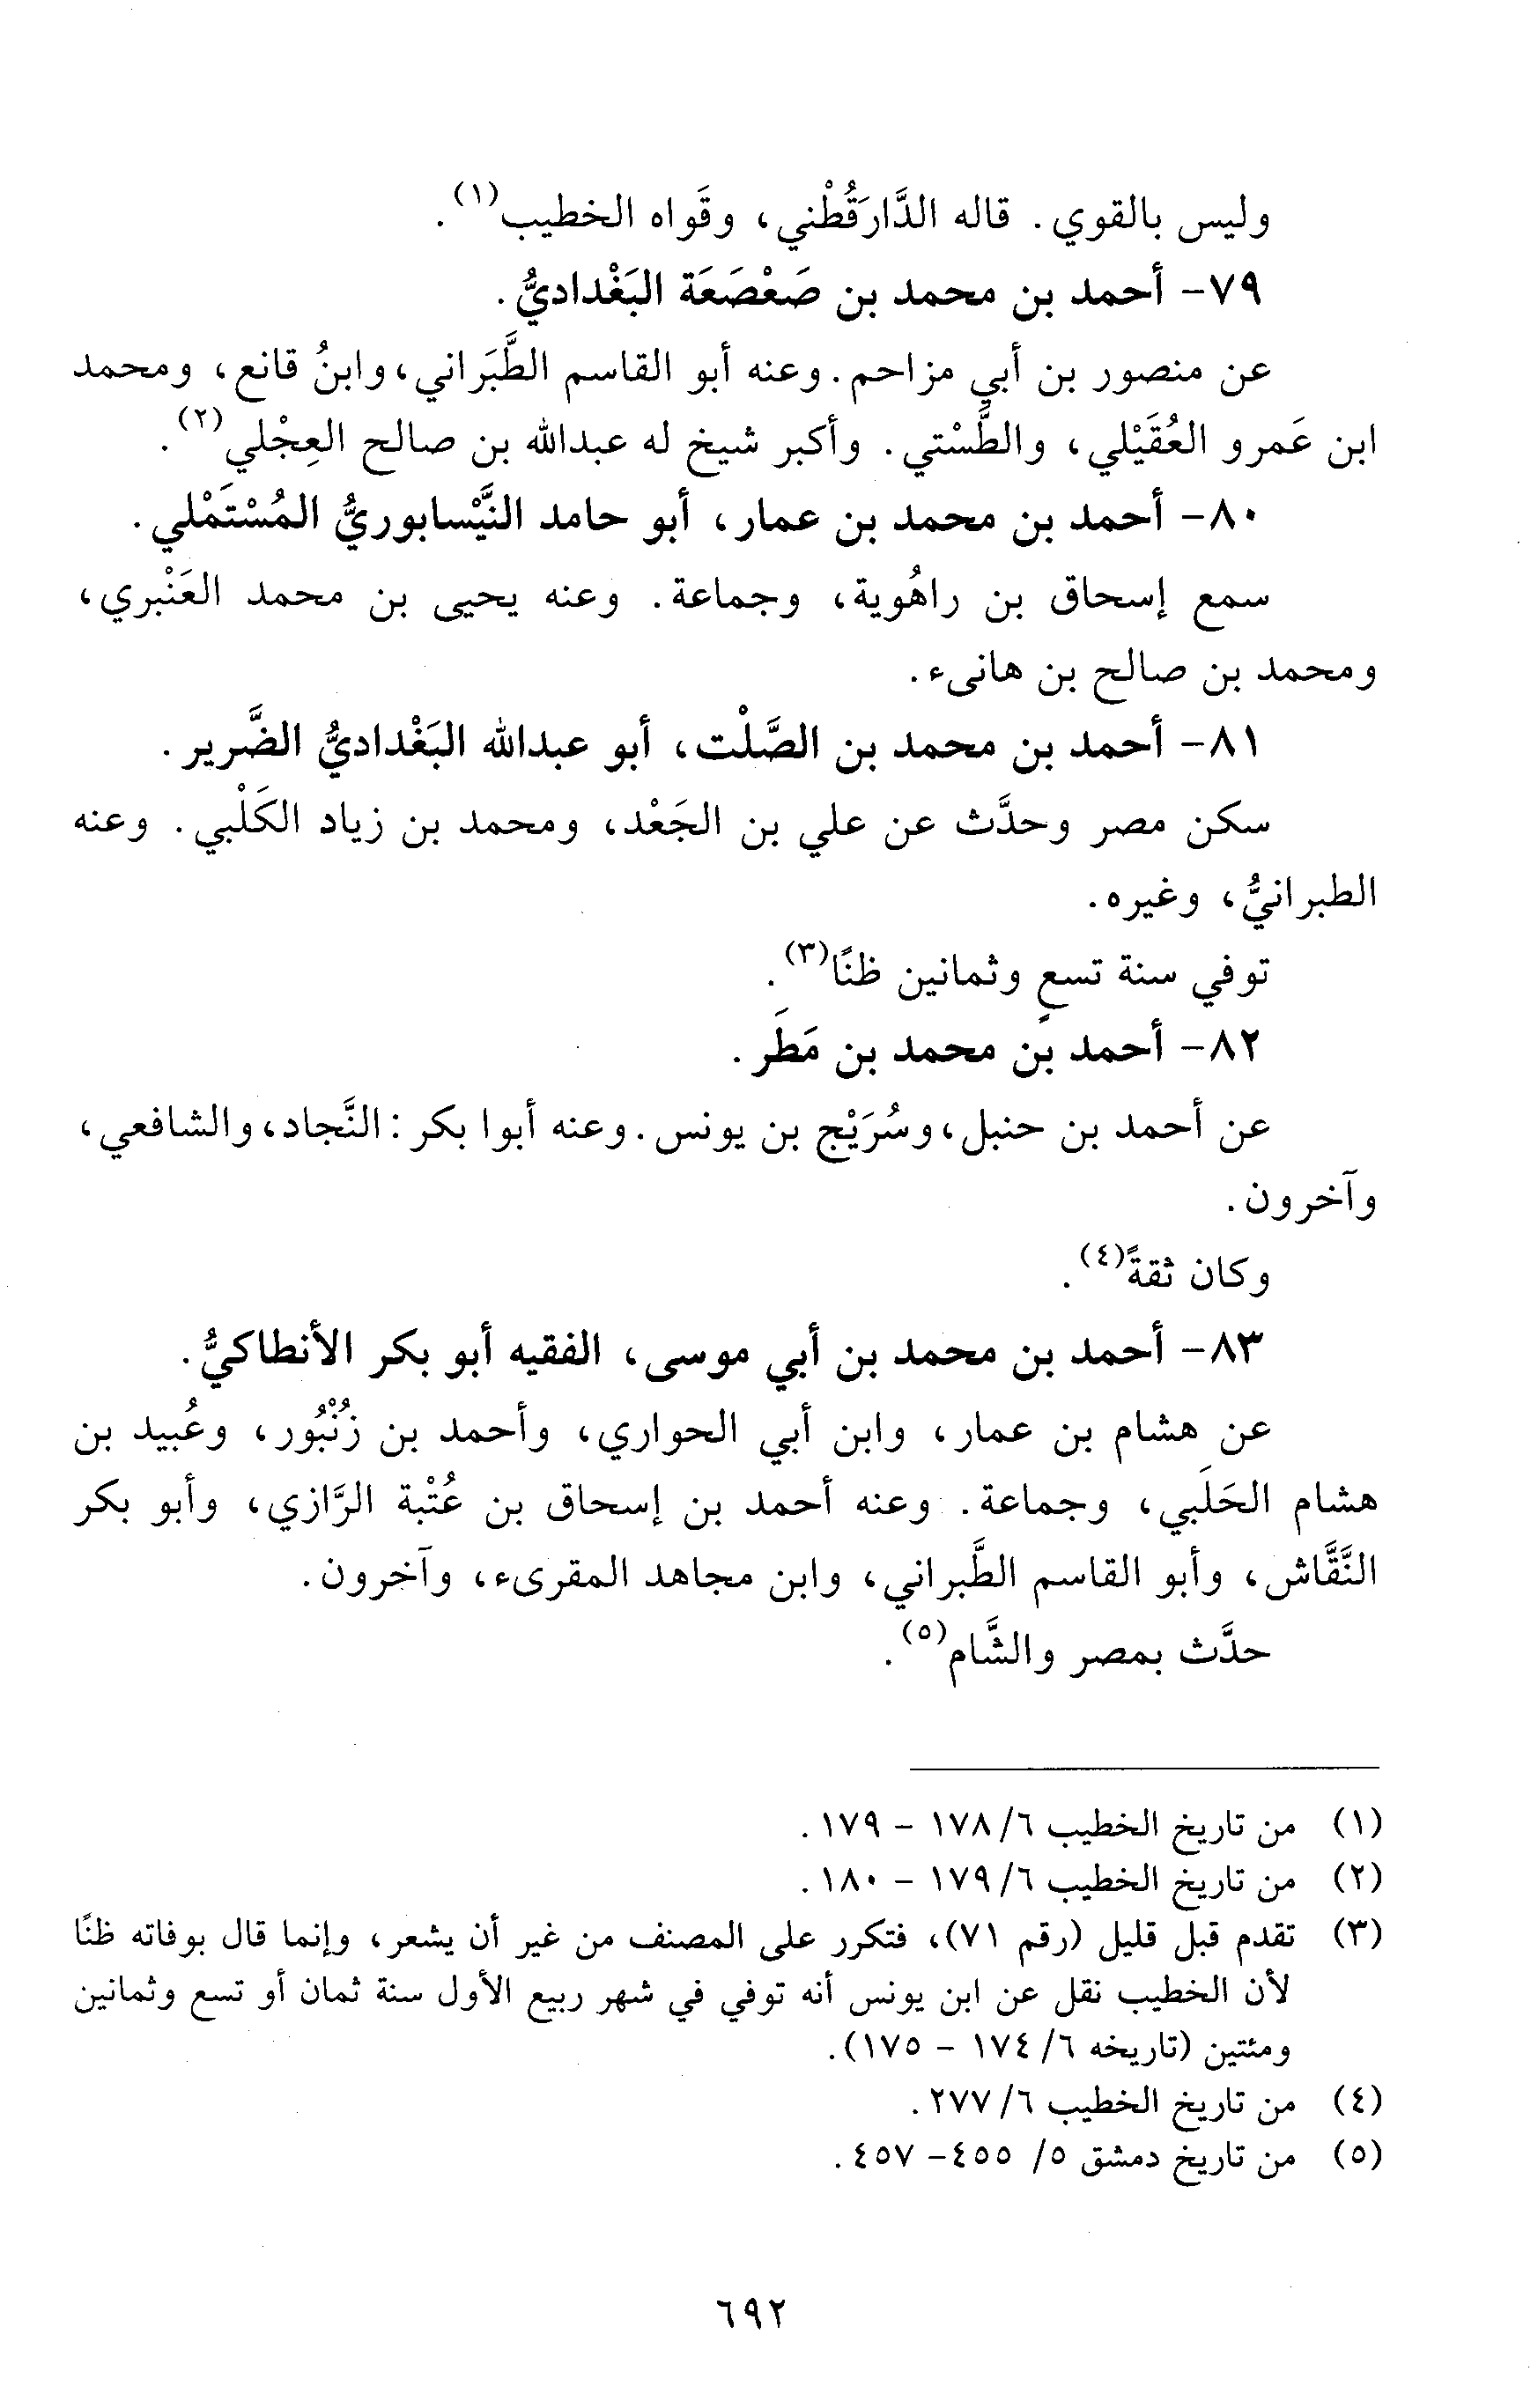 وليس بالقوي. قاله الدَّارَقُطْني، وقَواه الخطيب(١).
٧٩- أحمد بن محمد بن صَعْصَعَة البَغْداديُّ.
عن منصور بن أبي مزاحم. وعنه أبو القاسم الطَّبَراني، وابنُ قانع، ومحمد
ابن عَمرو العُقَيْلي، والطَّسْتي. وأكبر شيخ له عبدالله بن صالح العِجْلي(٢).
٨٠- أحمد بن محمد بن عمار، أبو حامد النَّيْسابوريُّ المُسْتَمْلي.
سمع إسحاق بن راهُوية، وجماعة. وعنه يحيى بن محمد العَنْبري،
ومحمد بن صالح بن هانىء.
٨١- أحمد بن محمد بن الصَّلْت، أبو عبدالله البَغْداديُّ الضَّرير.
سكن مصر وحدَّث عن علي بن الجَعْد، ومحمد بن زياد الكَلْبي. وعنه
الطبرانيُّ، وغيره.
توفي سنة تسعٍ وثمانين ظنًا(٣).
٨٢- أحمد بن محمد بن مَطَر.
عن أحمد بن حنبل، وسُرَيْج بن يونس. وعنه أبوا بكر: النَّجاد، والشافعي،
وآخرون.
وكان ثقةً(٤).
٨٣- أحمد بن محمد بن أبي موسى، الفقيه أبو بكر الأنطاكيُّ.
عن هشام بن عمار، وابن أبي الحواري، وأحمد بن زُنْبُور، وعُبيد بن
هشام الحَلَبي، وجماعة. وعنه أحمد بن إسحاق بن عُتْبة الرَّازي، وأبو بكر
النَّقَّاش، وأبو القاسم الطَّبراني، وابن مجاهد المقرىء، وآخرون.
حدَّث بمصر والشَّام(٥).
(١) من تاريخ الخطيب ٦/ ١٧٨ - ١٧٩.
(٢) من تاريخ الخطيب ٦/ ١٧٩ - ١٨٠.
(٣) تقدم قبل قليل (رقم ٧١)، فتكرر على المصنف من غير أن يشعر، وإنما قال بوفاته ظنًا
لأن الخطيب نقل عن ابن يونس أنه توفي في شهر ربيع الأول سنة ثمان أو تسع وثمانين
ومئتين (تاريخه ٦/ ١٧٤ - ١٧٥).
(٤) من تاريخ الخطيب ٦/ ٢٧٧.
(٥) من تاريخ دمشق ٥/ ٤٥٥- ٤٥٧.
٦٩٢